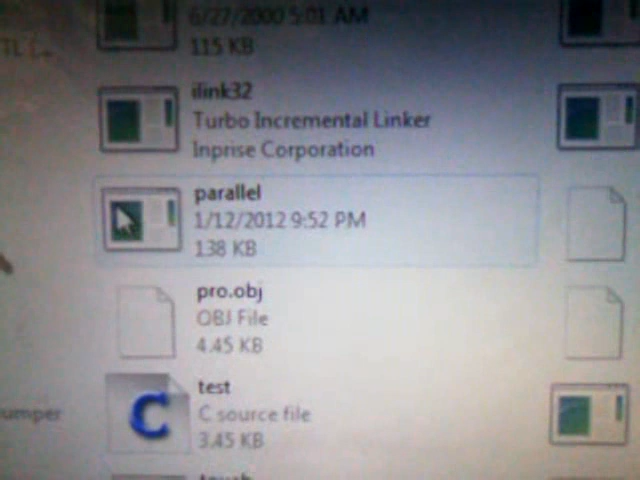 6/27/2000 5:01 AM
115 KB
ilink32
Turbo Incremental Linker
Inprise Corporation
parallel
1/12/2012 9:52 PM
138 KB
pro.obj
OBJ File
4.45 KB
test
C source file
3.45 KB